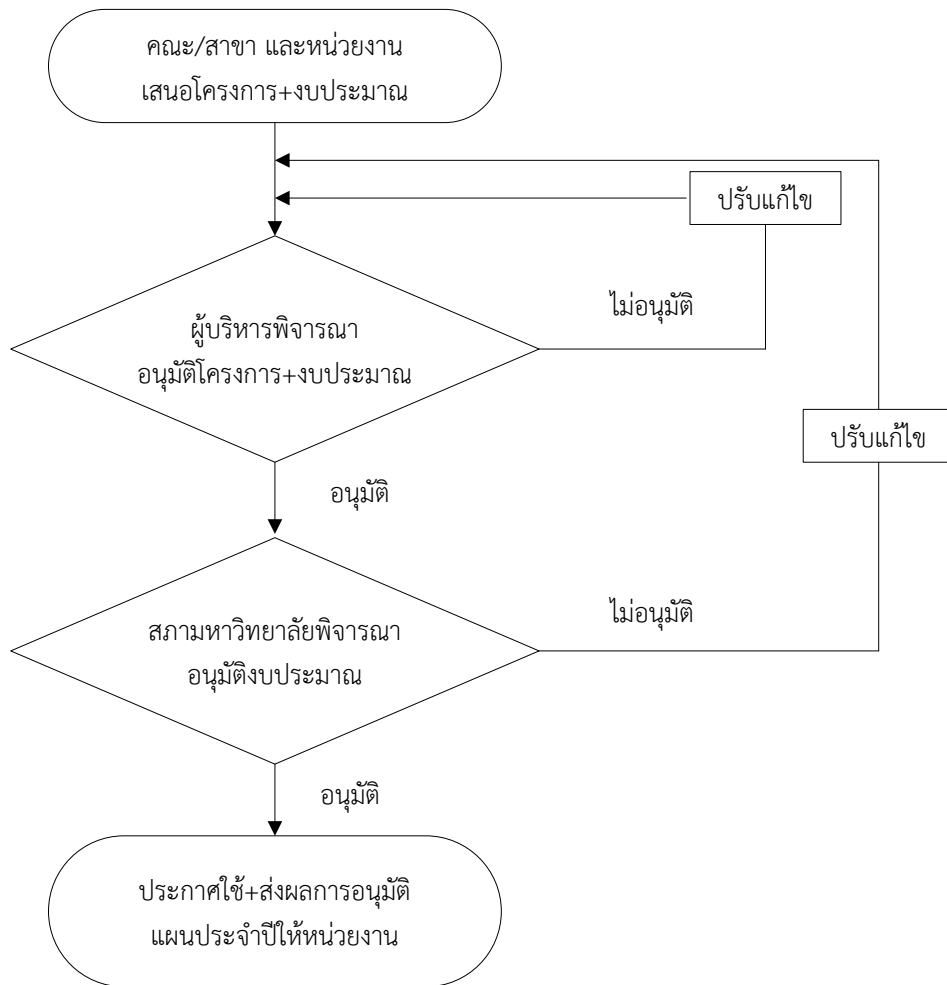 คณะ/สาขา และหน่วยงาน
เสนอโครงการ+งบประมาณ
ปรับแก้ไข
ไม่อนุมัติ
ผู้บริหารพิจารณา
อนุมัติโครงการ+งบประมาณ
ปรับแก้ไข
อนุมัติ
ไม่อนุมัติ
สภามหาวิทยาลัยพิจารณา
อนุมัติงบประมาณ
อนุมัติ
ประกาศใช้+ส่งผลการอนุมัติ
แผนประจำปีให้หน่วยงาน